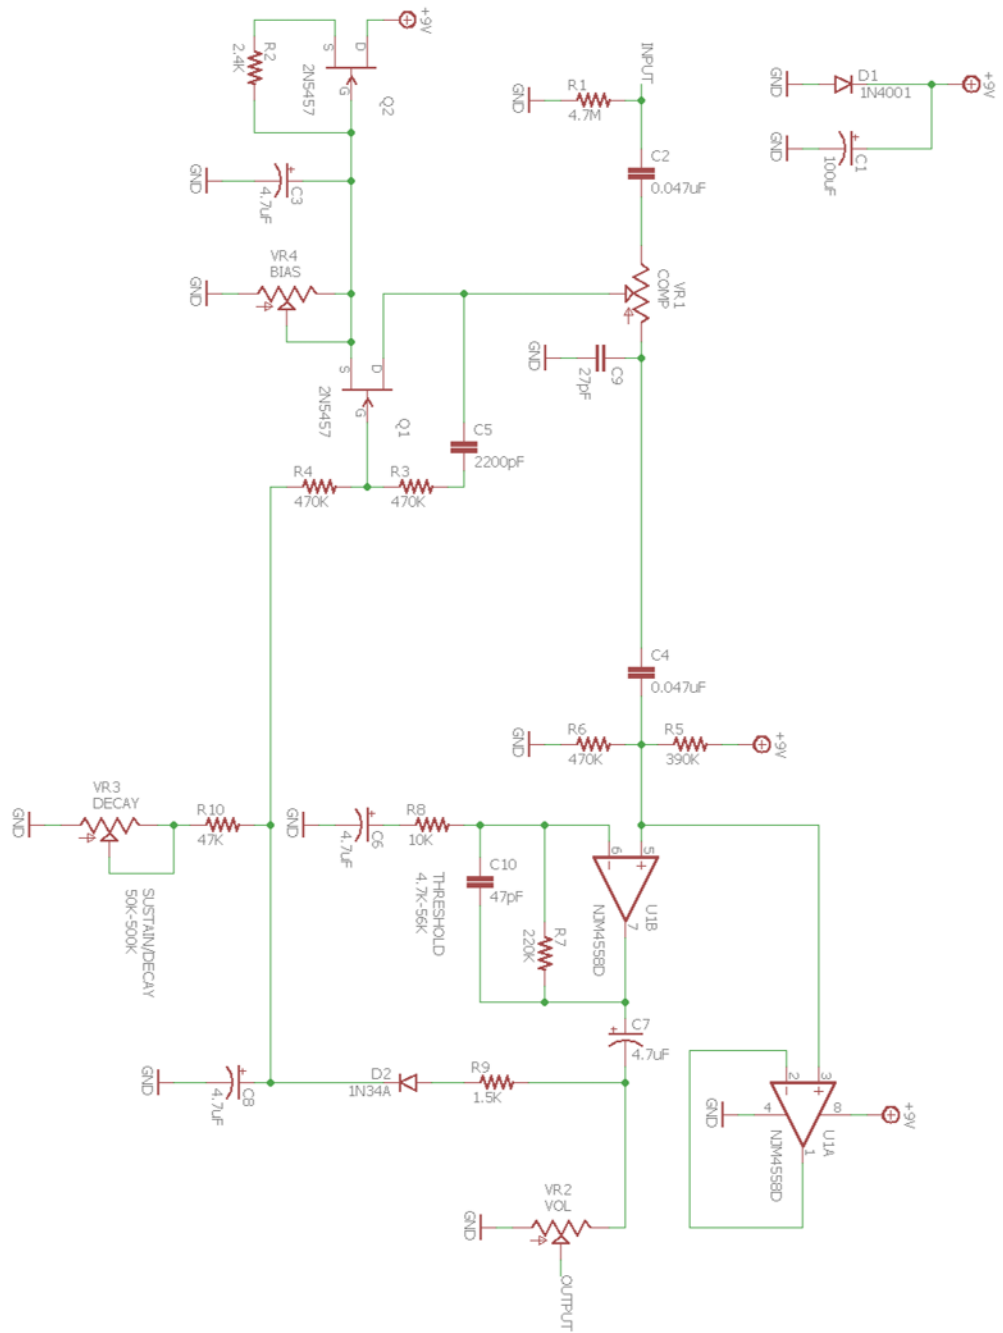 +9V
D1
1N4001
GND
C1
100uF
GND
INPUT
R1
4.7M
GND
C2
0.047uF
VR1
COMP
C9
27pF
GND
+9V
S
D
G
2N5457
Q2
R2
2.4K
C3
4.7uF
GND
VR4
BIAS
GND
S
D
G
2N5457
Q1
C5
2200pF
R4
470K
R3
470K
C4
0.047uF
R6
470K
GND
R5
390K
+9V
VR3
DECAY
GND
SUSTAIN/DECAY
50K-500K
R10
47K
GND
C6
4.7uF
R8
10K
THRESHOLD
4.7K-56K
C10
47pF
R7
220K
6
5
-
+
7
U1B
NJM4558D
C7
4.7uF
R9
1.5K
D2
1N34A
C8
4.7uF
GND
2
3
-
+
4
8
1
GND
+9V
U1A
NJM4558D
VR2
VOL
GND
OUTPUT